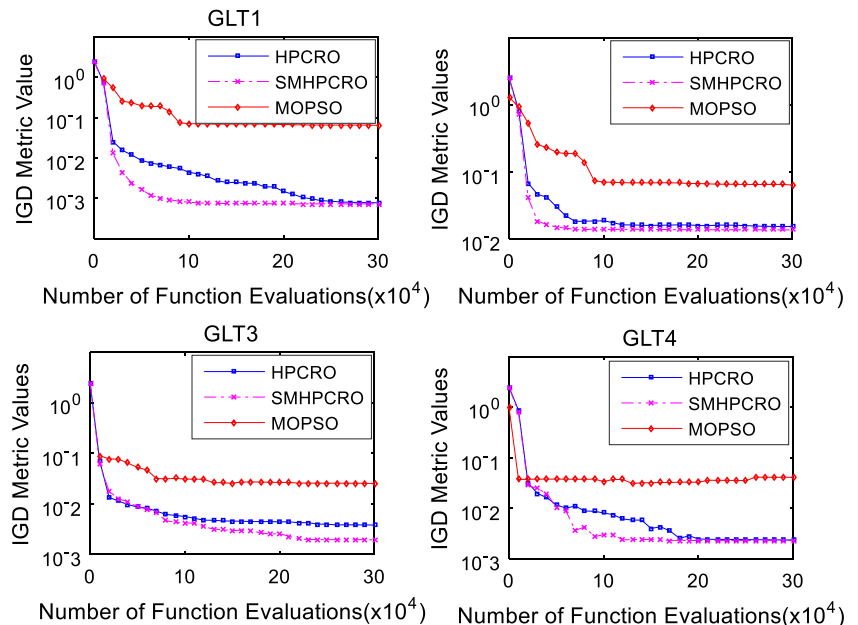 GLT1
IGD Metric Value
10^0
10^-1
10^-2
10^-3
0
10
20
30
HPCRO
SMHPCRO
MOPSO
Number of Function Evaluations(x10^4)
IGD Metric Values
10^0
10^-1
10^-2
0
10
20
30
HPCRO
SMHPCRO
MOPSO
Number of Function Evaluations(x10^4)
GLT3
IGD Metric Values
10^0
10^-1
10^-2
10^-3
0
10
20
30
HPCRO
SMHPCRO
MOPSO
Number of Function Evaluations(x10^4)
GLT4
IGD Metric Values
10^0
10^-1
10^-2
10^-3
0
10
20
30
HPCRO
SMHPCRO
MOPSO
Number of Function Evaluations(x10^4)